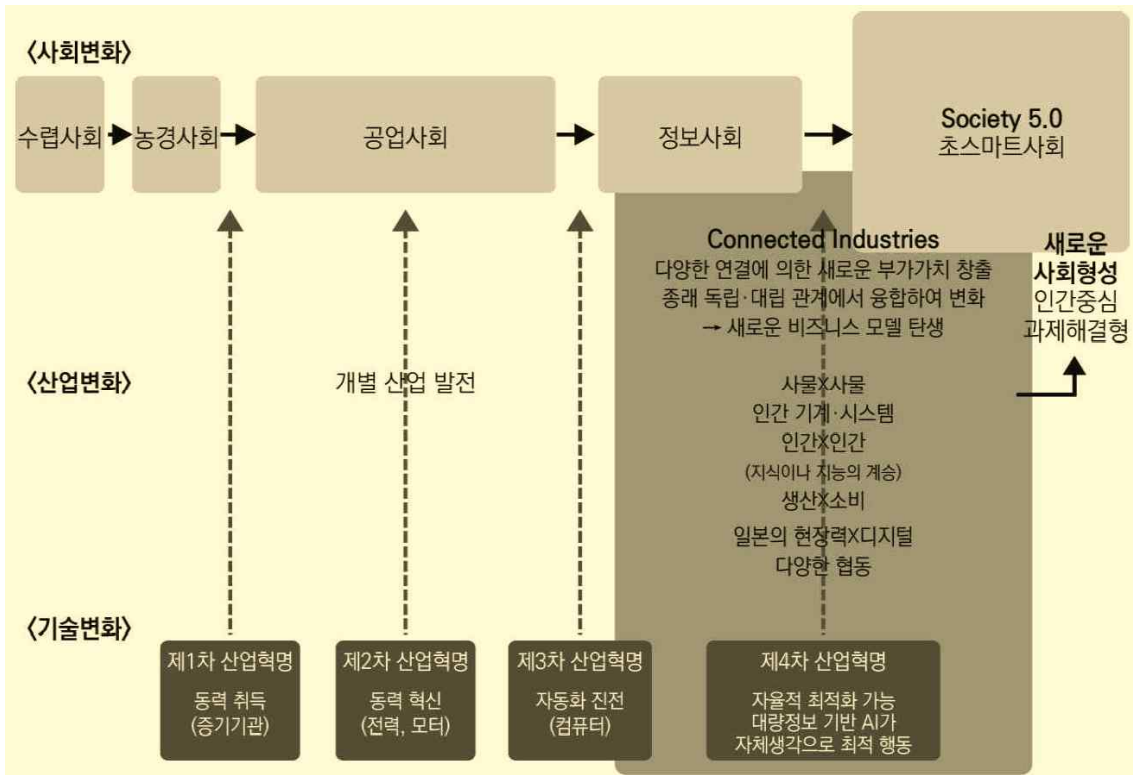 〈사회변화〉
수렵사회
농경사회
공업사회
정보사회
Society 5.0
초스마트사회
Connected Industries
다양한 연결에 의한 새로운 부가가치 창출
종래 독립·대립 관계에서 융합하여 변화
→ 새로운 비즈니스 모델 탄생
새로운
사회형성
인간중심
과제해결형
〈산업변화〉
개별 산업 발전
사물X사물
인간 기계·시스템
인간X인간
(지식이나 지능의 계승)
생산X소비
일본의 현장력X디지털
다양한 협동
〈기술변화〉
제1차 산업혁명
동력 취득
(증기기관)
제2차 산업혁명
동력 혁신
(전력, 모터)
제3차 산업혁명
자동화 진전
(컴퓨터)
제4차 산업혁명
자율적 최적화 가능
대량정보 기반 AI가
자체생각으로 최적 행동